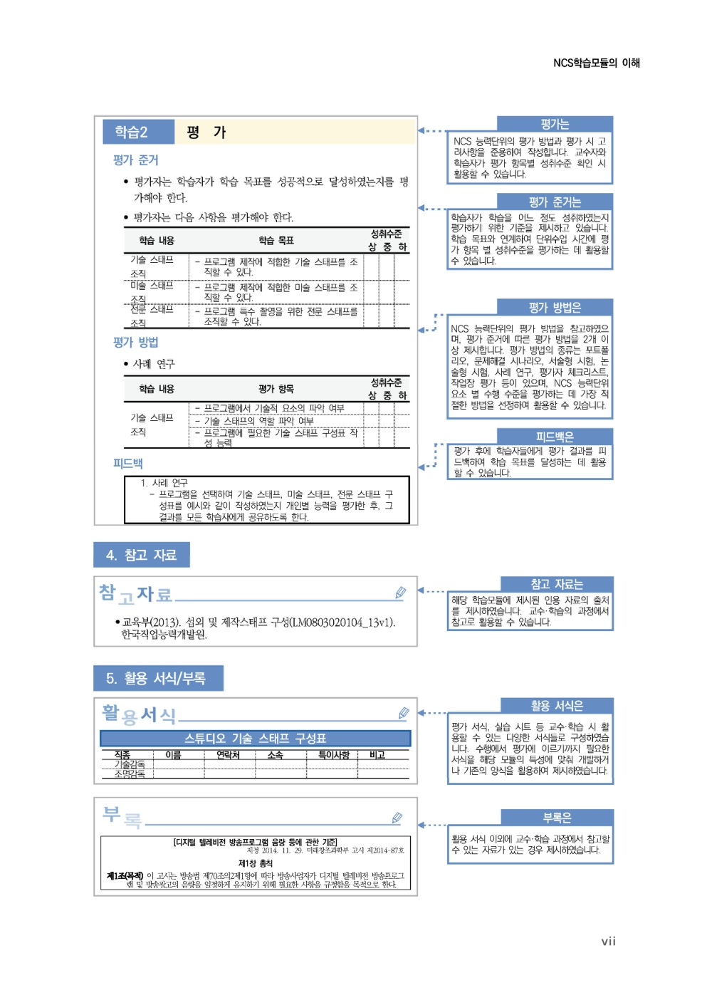 NCS학습모듈의 이해
학습2 평 가
평가 준거
• 평가자는 학습자가 학습 목표를 성공적으로 달성하였는지를 평
가해야 한다.
• 평가자는 다음 사항을 평가해야 한다.
학습 내용 학습 목표 성취수준
상 중 하
기술 스태프
조직
- 프로그램 제작에 적합한 기술 스태프를 조
직할 수 있다.
미술 스태프
조직
- 프로그램 제작에 적합한 미술 스태프를 조
직할 수 있다.
전문 스태프
조직
- 프로그램 특수 촬영을 위한 전문 스태프를
조직할 수 있다.
평가 방법
• 사례 연구
학습 내용 평가 항목 성취수준
상 중 하
기술 스태프
조직
- 프로그램에서 기술적 요소의 파악 여부
- 기술 스태프의 역할 파악 여부
- 프로그램에 필요한 기술 스태프 구성표 작
성 능력
피드백
1. 사례 연구
- 프로그램을 선택하여 기술 스태프, 미술 스태프, 전문 스태프 구
성표를 예시와 같이 작성하였는지 개인별 능력을 평가한 후, 그
결과를 모든 학습자에게 공유하도록 한다.
평가는
NCS 능력단위의 평가 방법과 평가 시 고
려사항을 준용하여 작성합니다. 교수자와
학습자가 평가 항목별 성취수준 확인 시
활용할 수 있습니다.
평가 준거는
학습자가 학습을 어느 정도 성취하였는지
평가하기 위한 기준을 제시하고 있습니다.
학습 목표와 연계하여 단위수업 시간에 평
가 항목 별 성취수준을 평가하는 데 활용할
수 있습니다.
평가 방법은
NCS 능력단위의 평가 방법을 참고하였으
며, 평가 준거에 따른 평가 방법을 2개 이
상 제시합니다. 평가 방법의 종류는 포트폴
리오, 문제해결 시나리오, 서술형 시험, 논
술형 시험, 사례 연구, 평가자 체크리스트,
작업장 평가 등이 있으며, NCS 능력단위
요소 별 수행 수준을 평가하는 데 가장 적
절한 방법을 선정하여 활용할 수 있습니다.
피드백은
평가 후에 학습자들에게 평가 결과를 피
드백하여 학습 목표를 달성하는 데 활용
할 수 있습니다.
4. 참고 자료
참고자료
• 교육부(2013). 섭외 및 제작스태프 구성(LM0803020104_13v1).
한국직업능력개발원.
참고 자료는
해당 학습모듈에 제시된 인용 자료의 출처
를 제시하였습니다. 교수·학습의 과정에서
참고로 활용할 수 있습니다.
5. 활용 서식/부록
활용서식
스튜디오 기술 스태프 구성표
직종 이름 연락처 소속 특이사항 비고
기술감독
조명감독
활용 서식은
평가 서식, 실습 시트 등 교수·학습 시 활
용할 수 있는 다양한 서식들로 구성하였습
니다. 수행에서 평가에 이르기까지 필요한
서식을 해당 모듈의 특성에 맞춰 개발하거
나 기존의 양식을 활용하여 제시하였습니다.
부록
[디지털 텔레비전 방송프로그램 음량 등에 관한 기준]
제정 2014. 11. 29. 미래창조과학부 고시 제2014-87호
제1장 총칙
제1조(목적) 이 고시는 방송법 제70조의2제1항에 따라 방송사업자가 디지털 텔레비전 방송프로그
램 및 방송광고의 음량을 일정하게 유지하기 위해 필요한 사항을 규정함을 목적으로 한다.
부록은
활용 서식 이외에 교수·학습 과정에서 참고할
수 있는 자료가 있는 경우 제시하였습니다.
vii